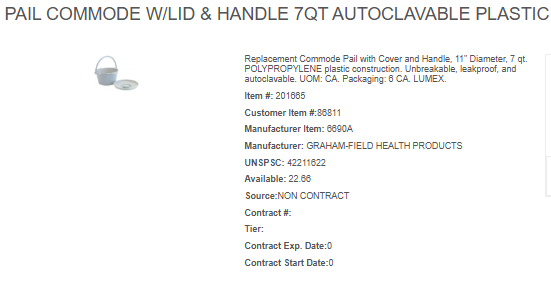 PAIL COMMODE W/LID & HANDLE 7QT AUTOCLAVABLE PLASTIC
Replacement Commode Pail with Cover and Handle, 11" Diameter, 7 qt.
POLYPROPYLENE plastic construction. Unbreakable, leakproof, and
autoclavable. UOM: CA. Packaging: 6 CA. LUMEX.
Item #: 201665
Customer Item #:86811
Manufacturer Item: 6690A
Manufacturer: GRAHAM-FIELD HEALTH PRODUCTS
UNSPSC: 42211622
Available: 22.66
Source:NON CONTRACT
Contract #:
Tier:
Contract Exp. Date:0
Contract Start Date:0